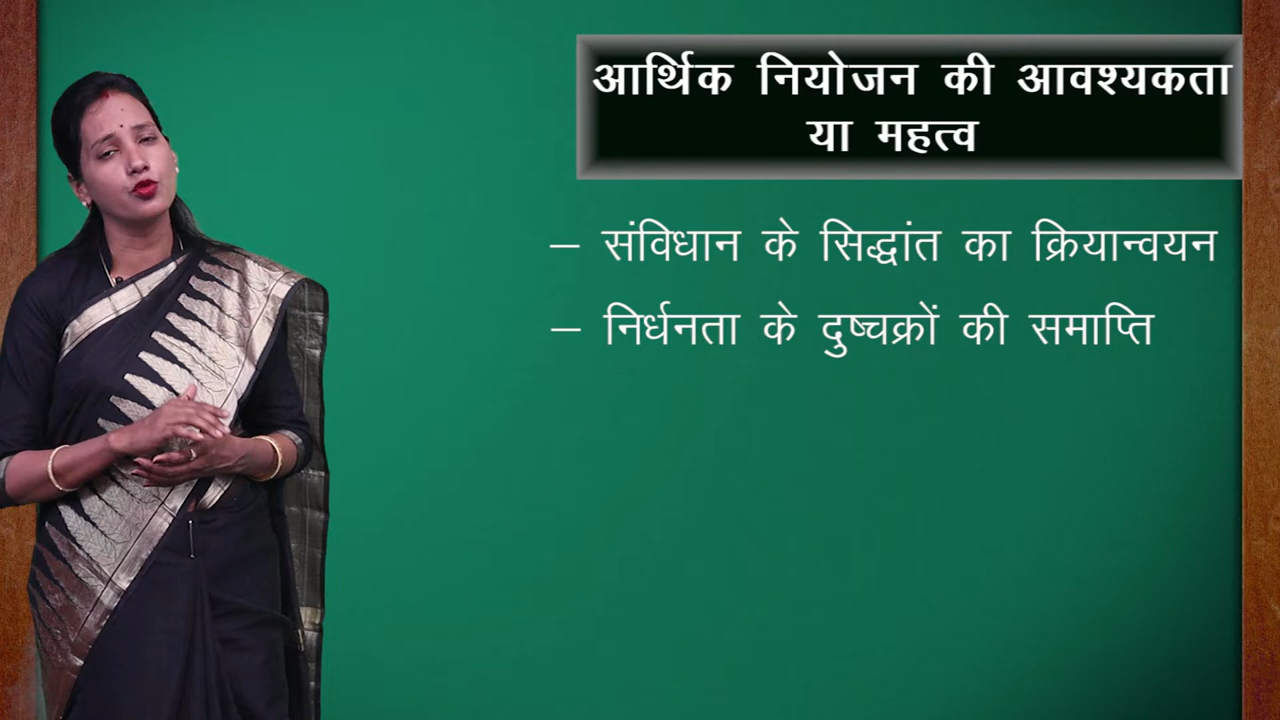 आर्थिक नियोजन की आवश्यकता
या महत्व
– संविधान के सिद्धांत का क्रियान्वयन
– निर्धनता के दुष्चक्रों की समाप्ति